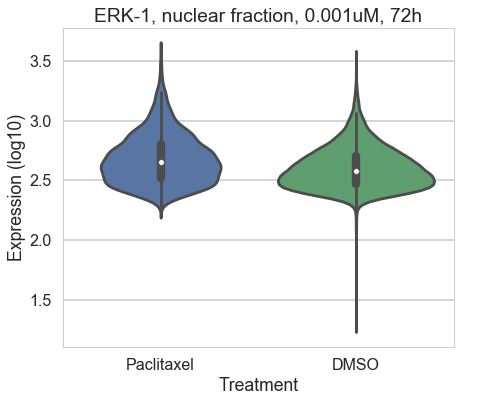 ERK-1, nuclear fraction, 0.001uM, 72h
Expression (log10)
3.5
3.0
2.5
2.0
1.5
Paclitaxel DMSO
Treatment